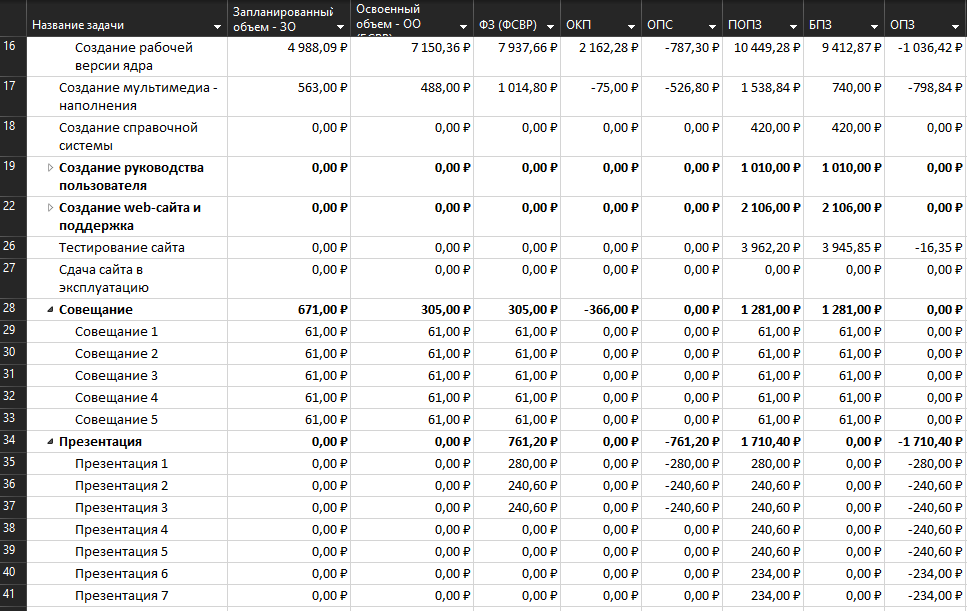 Название задачи Запланированный объем - ЗО Освоенный объем - ОО ФЗ (ФСВР) ОКП ОПС ПОПЗ БПЗ ОПЗ
16 Создание рабочей версии ядра 4 988,09 ₽ 7 150,36 ₽ 7 937,66 ₽ 2 162,28 ₽ -787,30 ₽ 10 449,28 ₽ 9 412,87 ₽ -1 036,42 ₽
17 Создание мультимедиа - наполнения 563,00 ₽ 488,00 ₽ 1 014,80 ₽ -75,00 ₽ -526,80 ₽ 1 538,84 ₽ 740,00 ₽ -798,84 ₽
18 Создание справочной системы 0,00 ₽ 0,00 ₽ 0,00 ₽ 0,00 ₽ 0,00 ₽ 420,00 ₽ 420,00 ₽ 0,00 ₽
19 Создание руководства пользователя 0,00 ₽ 0,00 ₽ 0,00 ₽ 0,00 ₽ 0,00 ₽ 1 010,00 ₽ 1 010,00 ₽ 0,00 ₽
22 Создание web-сайта и поддержка 0,00 ₽ 0,00 ₽ 0,00 ₽ 0,00 ₽ 0,00 ₽ 2 106,00 ₽ 2 106,00 ₽ 0,00 ₽
26 Тестирование сайта 0,00 ₽ 0,00 ₽ 0,00 ₽ 0,00 ₽ 0,00 ₽ 3 962,20 ₽ 3 945,85 ₽ -16,35 ₽
27 Сдача сайта в эксплуатацию 0,00 ₽ 0,00 ₽ 0,00 ₽ 0,00 ₽ 0,00 ₽ 0,00 ₽ 0,00 ₽ 0,00 ₽
28 Совещание 671,00 ₽ 305,00 ₽ 305,00 ₽ -366,00 ₽ 0,00 ₽ 1 281,00 ₽ 1 281,00 ₽ 0,00 ₽
29 Совещание 1 61,00 ₽ 61,00 ₽ 61,00 ₽ 0,00 ₽ 0,00 ₽ 61,00 ₽ 61,00 ₽ 0,00 ₽
30 Совещание 2 61,00 ₽ 61,00 ₽ 61,00 ₽ 0,00 ₽ 0,00 ₽ 61,00 ₽ 61,00 ₽ 0,00 ₽
31 Совещание 3 61,00 ₽ 61,00 ₽ 61,00 ₽ 0,00 ₽ 0,00 ₽ 61,00 ₽ 61,00 ₽ 0,00 ₽
32 Совещание 4 61,00 ₽ 61,00 ₽ 61,00 ₽ 0,00 ₽ 0,00 ₽ 61,00 ₽ 61,00 ₽ 0,00 ₽
33 Совещание 5 61,00 ₽ 61,00 ₽ 61,00 ₽ 0,00 ₽ 0,00 ₽ 61,00 ₽ 61,00 ₽ 0,00 ₽
34 Презентация 0,00 ₽ 0,00 ₽ 761,20 ₽ 0,00 ₽ -761,20 ₽ 1 710,40 ₽ 0,00 ₽ -1 710,40 ₽
35 Презентация 1 0,00 ₽ 0,00 ₽ 280,00 ₽ 0,00 ₽ -280,00 ₽ 280,00 ₽ 0,00 ₽ -280,00 ₽
36 Презентация 2 0,00 ₽ 0,00 ₽ 240,60 ₽ 0,00 ₽ -240,60 ₽ 240,60 ₽ 0,00 ₽ -240,60 ₽
37 Презентация 3 0,00 ₽ 0,00 ₽ 240,60 ₽ 0,00 ₽ -240,60 ₽ 240,60 ₽ 0,00 ₽ -240,60 ₽
38 Презентация 4 0,00 ₽ 0,00 ₽ 0,00 ₽ 0,00 ₽ 0,00 ₽ 240,60 ₽ 0,00 ₽ -240,60 ₽
39 Презентация 5 0,00 ₽ 0,00 ₽ 0,00 ₽ 0,00 ₽ 0,00 ₽ 240,60 ₽ 0,00 ₽ -240,60 ₽
40 Презентация 6 0,00 ₽ 0,00 ₽ 0,00 ₽ 0,00 ₽ 0,00 ₽ 234,00 ₽ 0,00 ₽ -234,00 ₽
41 Презентация 7 0,00 ₽ 0,00 ₽ 0,00 ₽ 0,00 ₽ 0,00 ₽ 234,00 ₽ 0,00 ₽ -234,00 ₽